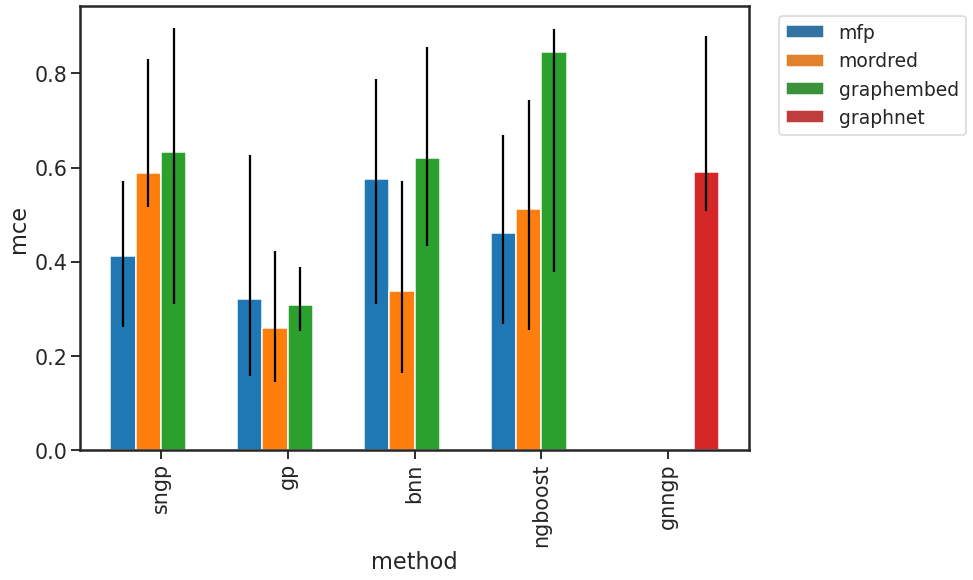 mfp
mordred
graphembed
graphnet
mce
0.8
0.6
0.4
0.2
0.0
sngp
gp
bnn
ngboost
gnngp
method